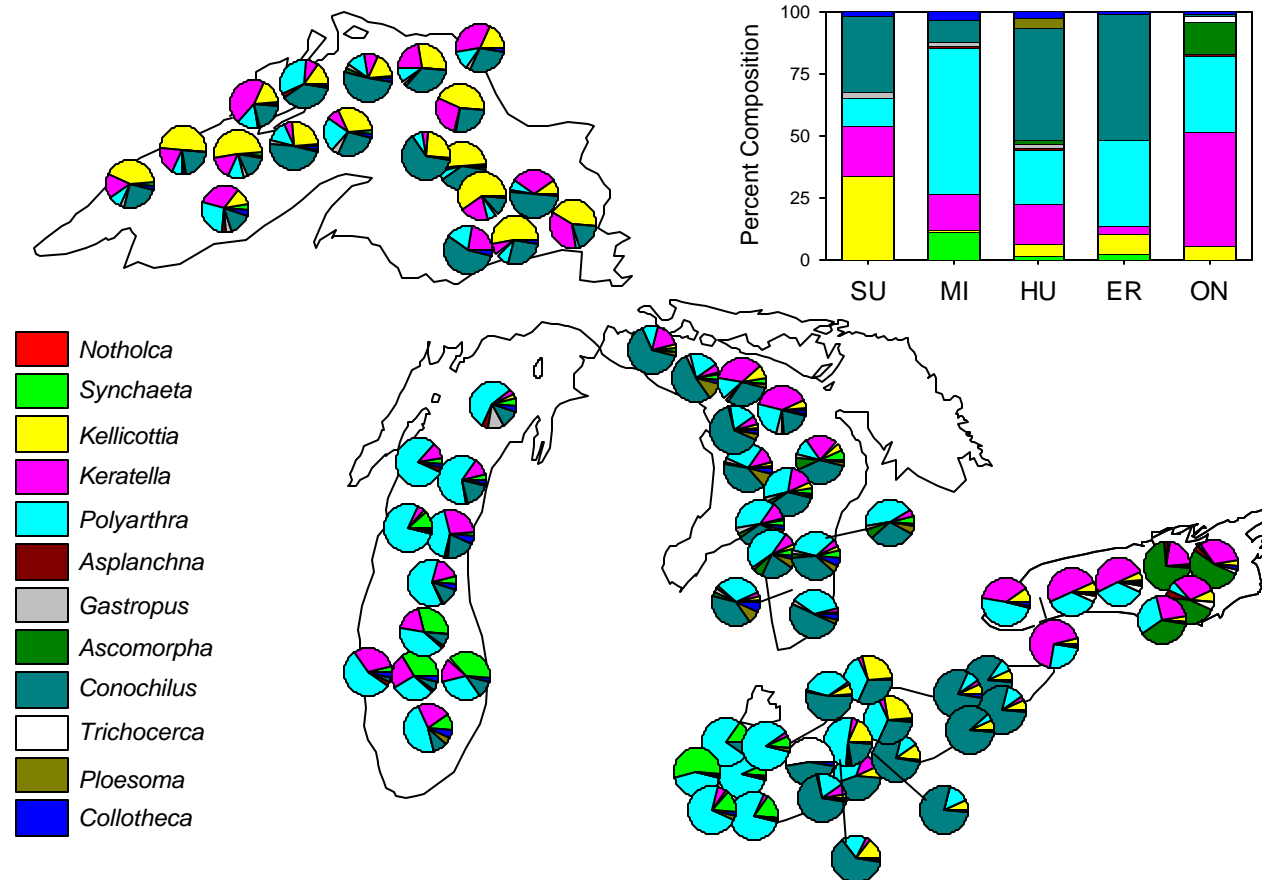 100
75
50
25
0
Percent Composition
SU MI HU ER ON
Notholca
Synchaeta
Kellicottia
Keratella
Polyarthra
Asplanchna
Gastropus
Ascomorpha
Conochilus
Trichocerca
Ploesoma
Collotheca